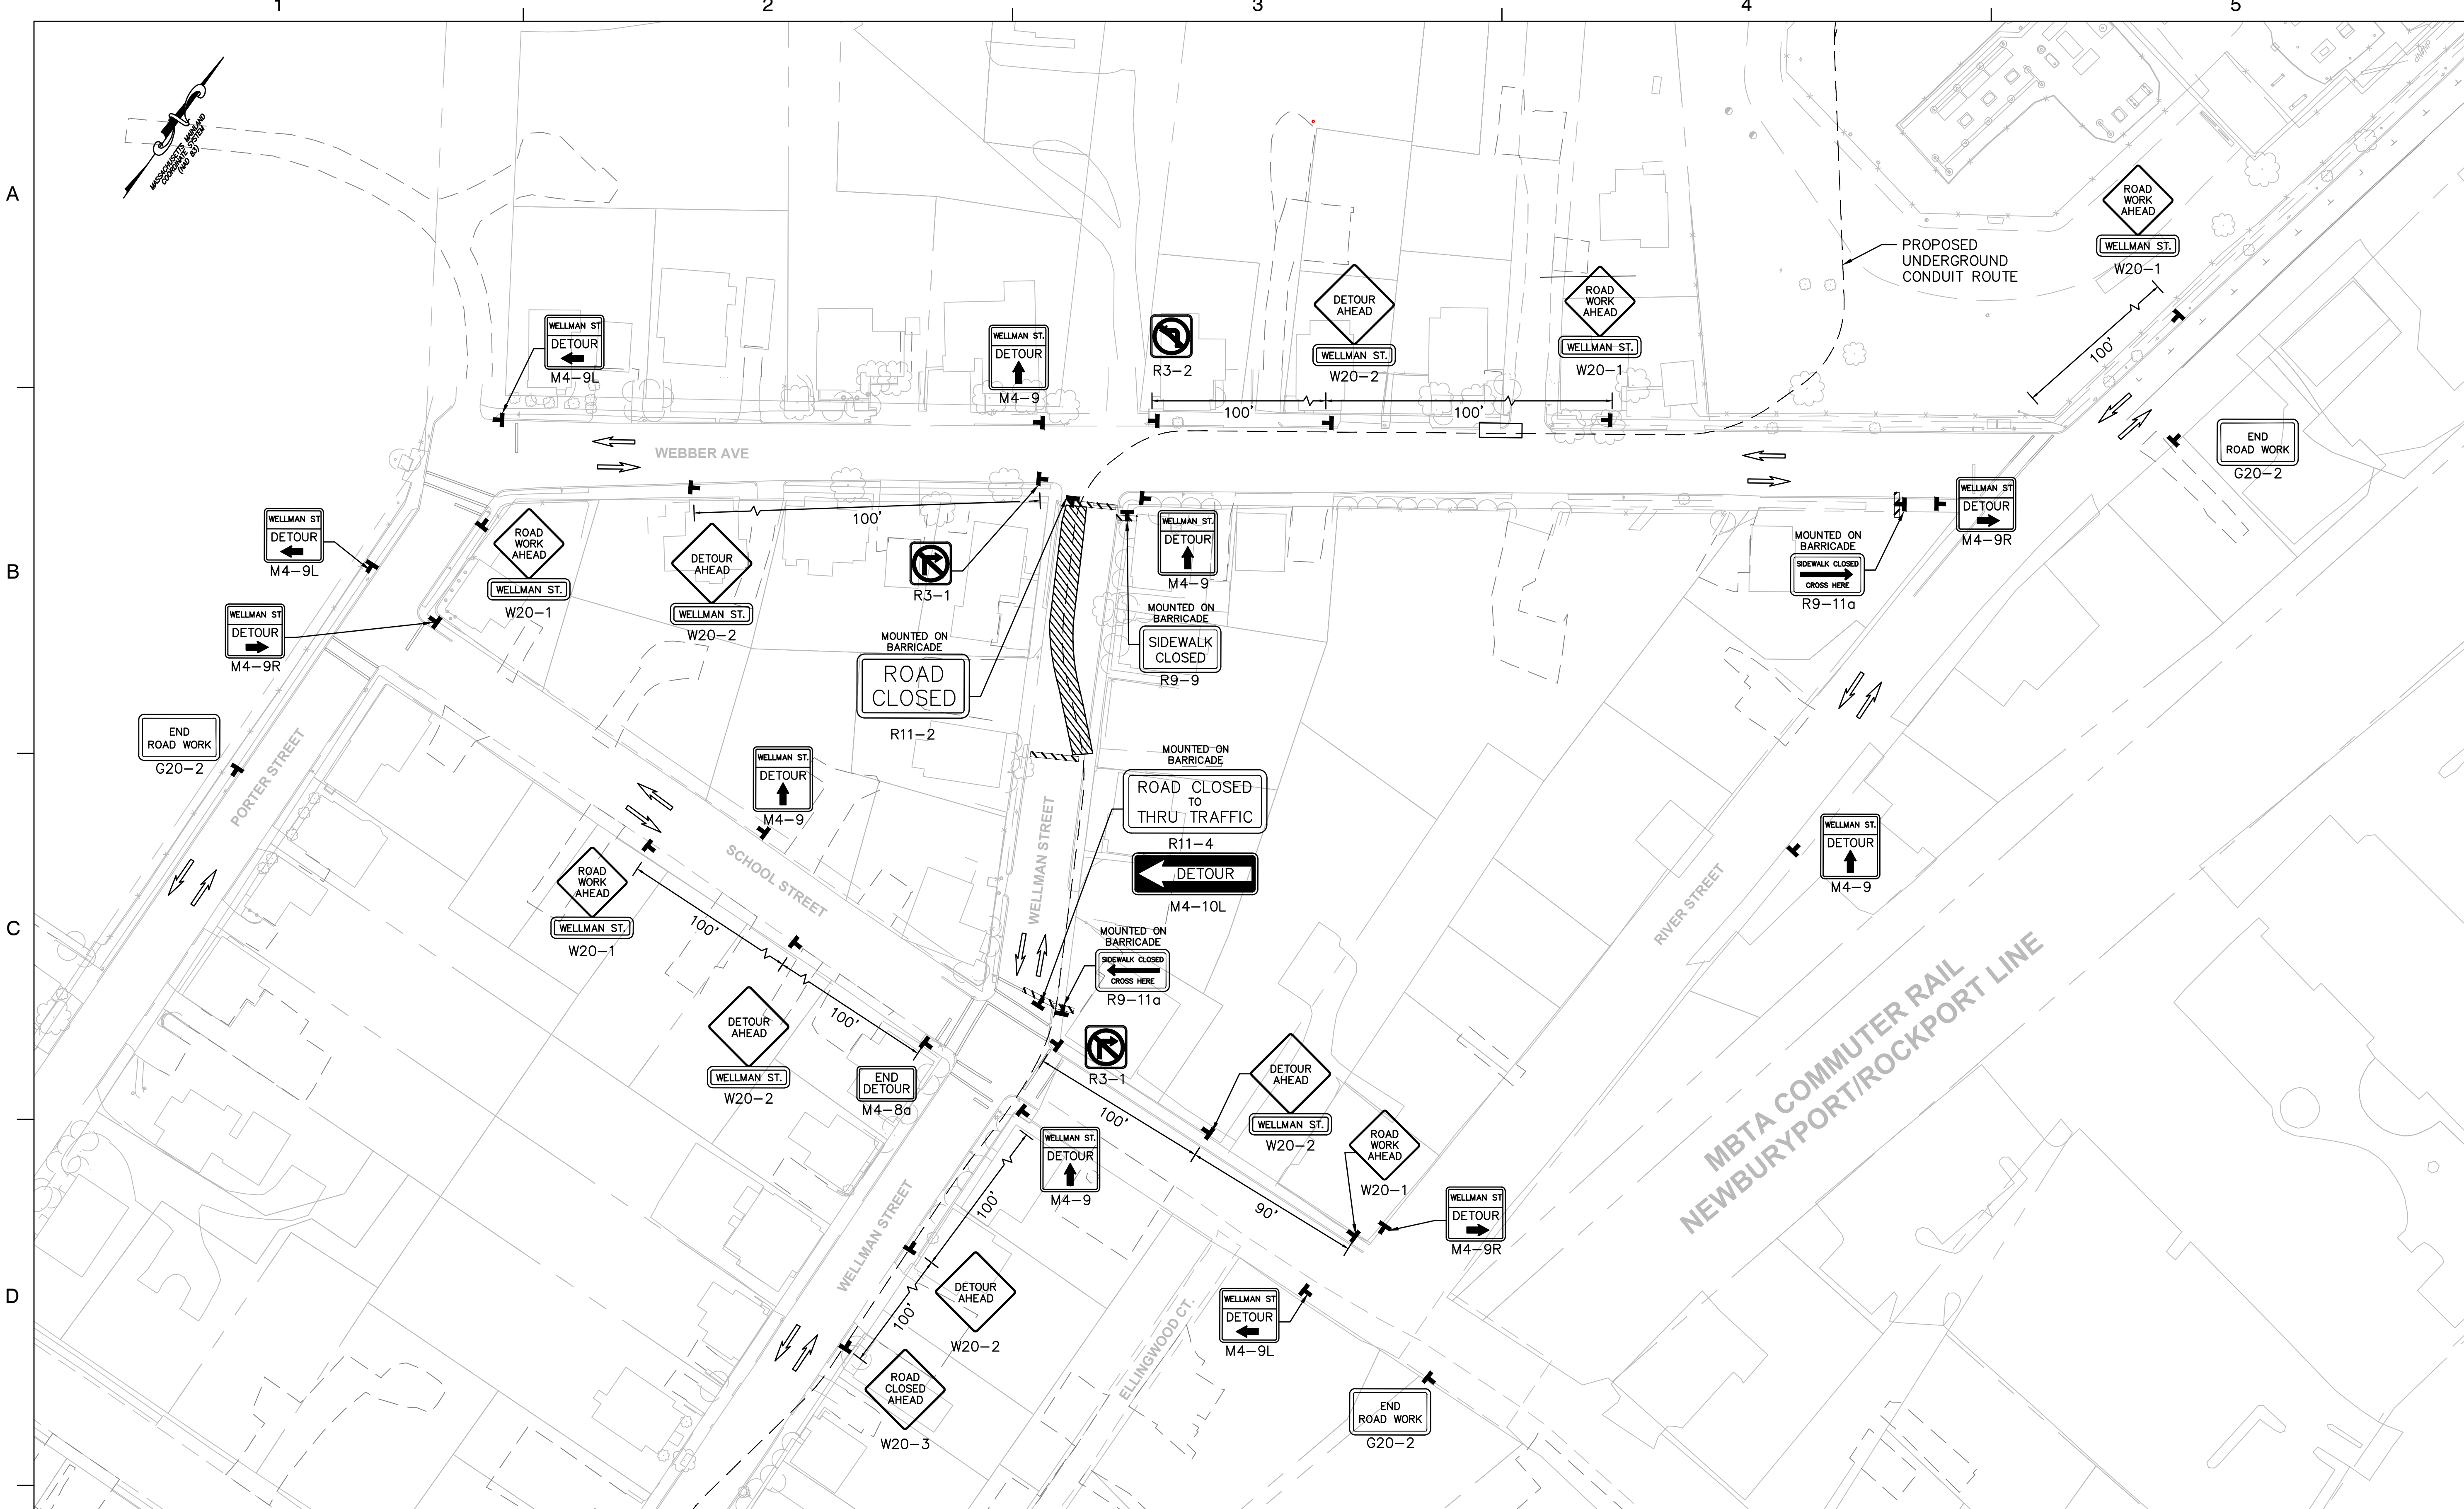 1
2
3
4
5
A
B
C
D
MASSACHUSETTS MAINLAND
COORDINATE SYSTEM
(NAD 83)
ROAD
WORK
AHEAD
WELLMAN ST.
W20-1
PROPOSED
UNDERGROUND
CONDUIT ROUTE
100'
WELLMAN ST
DETOUR
M4-9L
WELLMAN ST.
DETOUR
M4-9
R3-2
DETOUR
AHEAD
WELLMAN ST.
W20-2
ROAD
WORK
AHEAD
WELLMAN ST.
W20-1
100'
100'
END
ROAD WORK
G20-2
WEBBER AVE
100'
WELLMAN ST
DETOUR
M4-9L
ROAD
WORK
AHEAD
WELLMAN ST.
W20-1
DETOUR
AHEAD
WELLMAN ST.
W20-2
R3-1
WELLMAN ST.
DETOUR
M4-9
WELLMAN ST
DETOUR
M4-9R
MOUNTED ON
BARRICADE
SIDEWALK CLOSED
CROSS HERE
R9-11a
WELLMAN ST
DETOUR
M4-9R
MOUNTED ON
BARRICADE
ROAD
CLOSED
R11-2
MOUNTED ON
BARRICADE
SIDEWALK
CLOSED
R9-9
END
ROAD WORK
G20-2
PORTER STREET
WELLMAN ST.
DETOUR
M4-9
MOUNTED ON
BARRICADE
ROAD CLOSED
TO
THRU TRAFFIC
R11-4
DETOUR
M4-10L
WELLMAN ST.
DETOUR
M4-9
SCHOOL STREET
WELLMAN STREET
RIVER STREET
ROAD
WORK
AHEAD
WELLMAN ST.
W20-1
100'
100'
MOUNTED ON
BARRICADE
SIDEWALK CLOSED
CROSS HERE
R9-11a
MBTA COMMUTER RAIL
NEWBURYPORT/ROCKPORT LINE
DETOUR
AHEAD
WELLMAN ST.
W20-2
END
DETOUR
M4-8a
R3-1
DETOUR
AHEAD
WELLMAN ST.
W20-2
100'
90'
ROAD
WORK
AHEAD
W20-1
WELLMAN ST.
DETOUR
M4-9
WELLMAN ST
DETOUR
M4-9R
WELLMAN STREET
100'
100'
DETOUR
AHEAD
W20-2
ELLINGWOOD CT.
WELLMAN ST
DETOUR
M4-9L
ROAD
CLOSED
AHEAD
W20-3
END
ROAD WORK
G20-2